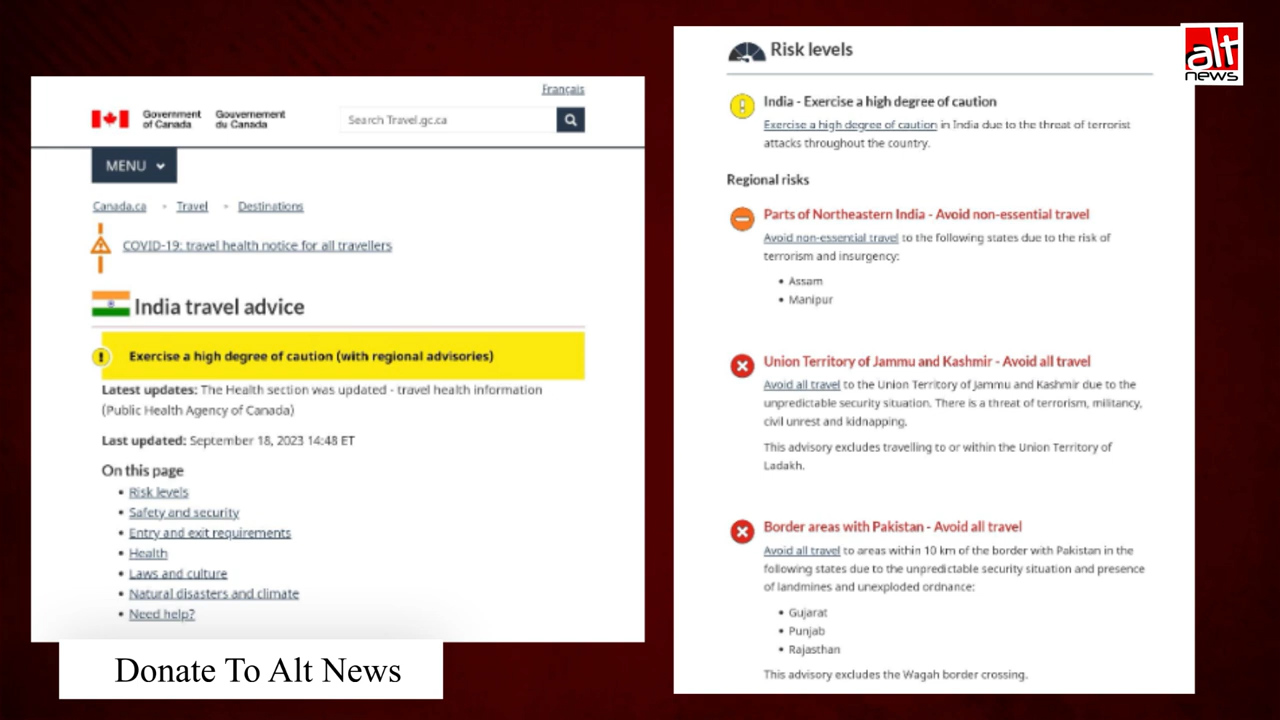 Français
Government
of Canada
Gouvernement
du Canada
Search Travel.gc.ca
MENU
Canada.ca
Travel
Destinations
COVID-19: travel health notice for all travellers
India travel advice
Exercise a high degree of caution (with regional advisories)
Latest updates: The Health section was updated - travel health information
(Public Health Agency of Canada)
Last updated: September 18, 2023 14:48 ET
On this page
• Risk levels
• Safety and security
• Entry and exit requirements
• Health
• Laws and culture
• Natural disasters and climate
• Need help?
Donate To Alt News
Risk levels
India - Exercise a high degree of caution
Exercise a high degree of caution in India due to the threat of terrorist
attacks throughout the country.
Regional risks
Parts of Northeastern India - Avoid non-essential travel
Avoid non-essential travel to the following states due to the risk of
terrorism and insurgency:
• Assam
• Manipur
Union Territory of Jammu and Kashmir - Avoid all travel
Avoid all travel to the Union Territory of Jammu and Kashmir due to the
unpredictable security situation. There is a threat of terrorism, militancy,
civil unrest and kidnapping.
This advisory excludes travelling to or within the Union Territory of
Ladakh.
Border areas with Pakistan - Avoid all travel
Avoid all travel to areas within 10 km of the border with Pakistan in the
following states due to the unpredictable security situation and presence
of landmines and unexploded ordnance:
• Gujarat
• Punjab
• Rajasthan
This advisory excludes the Wagah border crossing.
alt
news